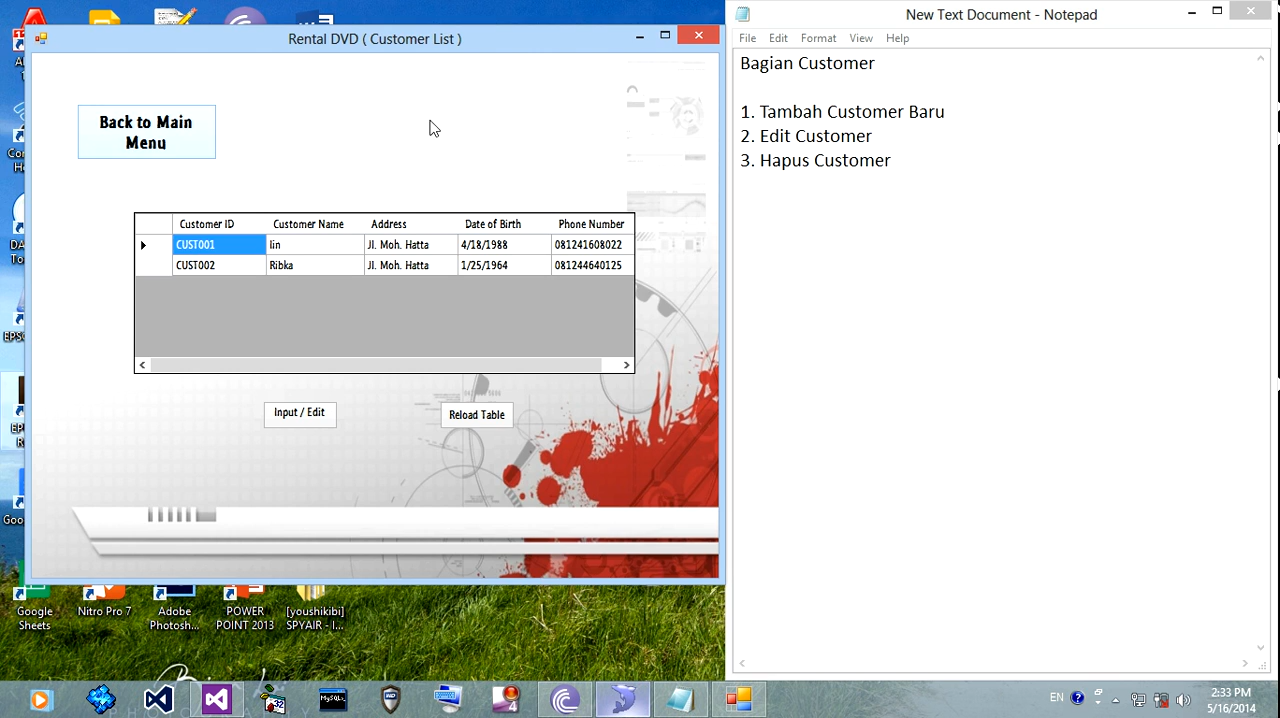 Rental DVD ( Customer List )
Back to Main
Menu
Customer ID Customer Name Address Date of Birth Phone Number
CUST001 Iin Jl. Moh. Hatta 4/18/1988 081241608022
CUST002 Ribka Jl. Moh. Hatta 1/25/1964 081244640125
Input / Edit
Reload Table
New Text Document - Notepad
File Edit Format View Help
Bagian Customer
1. Tambah Customer Baru
2. Edit Customer
3. Hapus Customer
Google
Sheets
Nitro Pro 7
Adobe
Photosh...
POWER
POINT 2013
[youshikibi]
SPYAIR - I...
EN
2:33 PM
5/16/2014